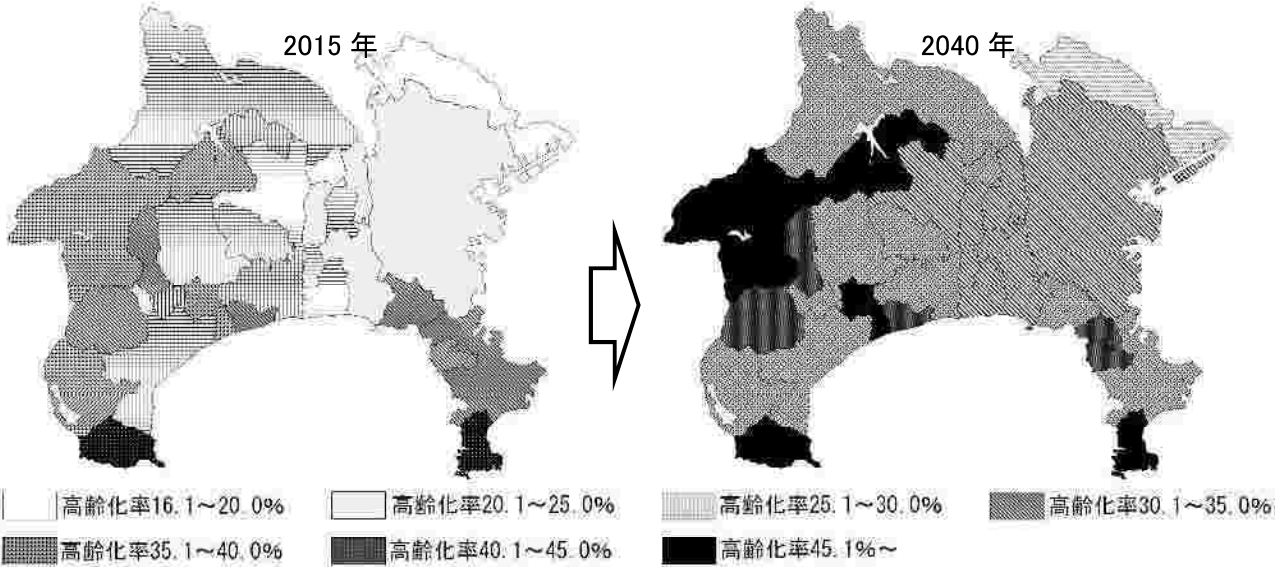 2015 年
2040 年
高齢化率16.1～20.0%
高齢化率20.1～25.0%
高齢化率25.1～30.0%
高齢化率30.1～35.0%
高齢化率35.1～40.0%
高齢化率40.1～45.0%
高齢化率45.1%～